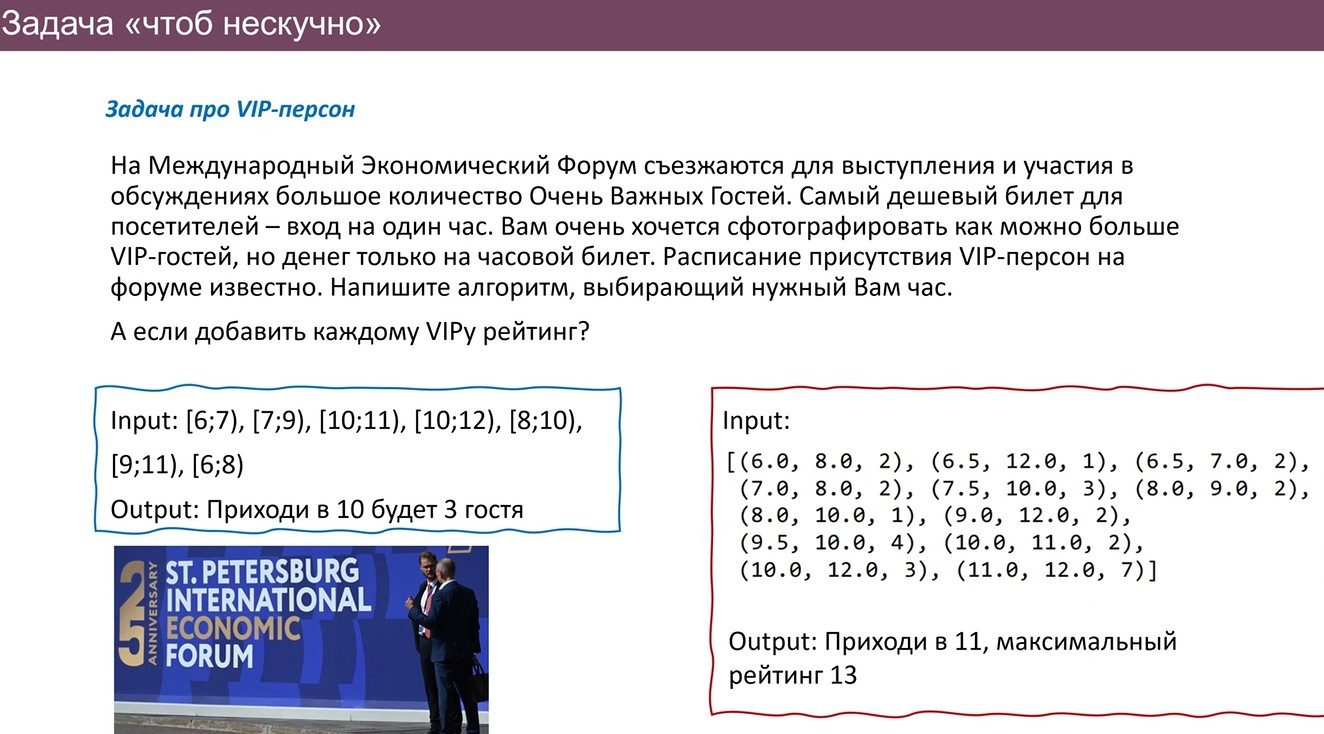 Задача «чтоб нескучно»
Задача про VIP-персон
На Международный Экономический Форум съезжаются для выступления и участия в
обсуждениях большое количество Очень Важных Гостей. Самый дешевый билет для
посетителей – вход на один час. Вам очень хочется сфотографировать как можно больше
VIP-гостей, но денег только на часовой билет. Расписание присутствия VIP-персон на
форуме известно. Напишите алгоритм, выбирающий нужный Вам час.
А если добавить каждому VIPу рейтинг?
Input: [6;7), [7;9), [10;11), [10;12), [8;10),
[9;11), [6;8)
Output: Приходи в 10 будет 3 гостя
Input:
[(6.0, 8.0, 2), (6.5, 12.0, 1), (6.5, 7.0, 2),
(7.0, 8.0, 2), (7.5, 10.0, 3), (8.0, 9.0, 2),
(8.0, 10.0, 1), (9.0, 12.0, 2),
(9.5, 10.0, 4), (10.0, 11.0, 2),
(10.0, 12.0, 3), (11.0, 12.0, 7)]
Output: Приходи в 11, максимальный
рейтинг 13
25
ANNIVERSARY
ST. PETERSBURG
INTERNATIONAL
ECONOMIC
FORUM